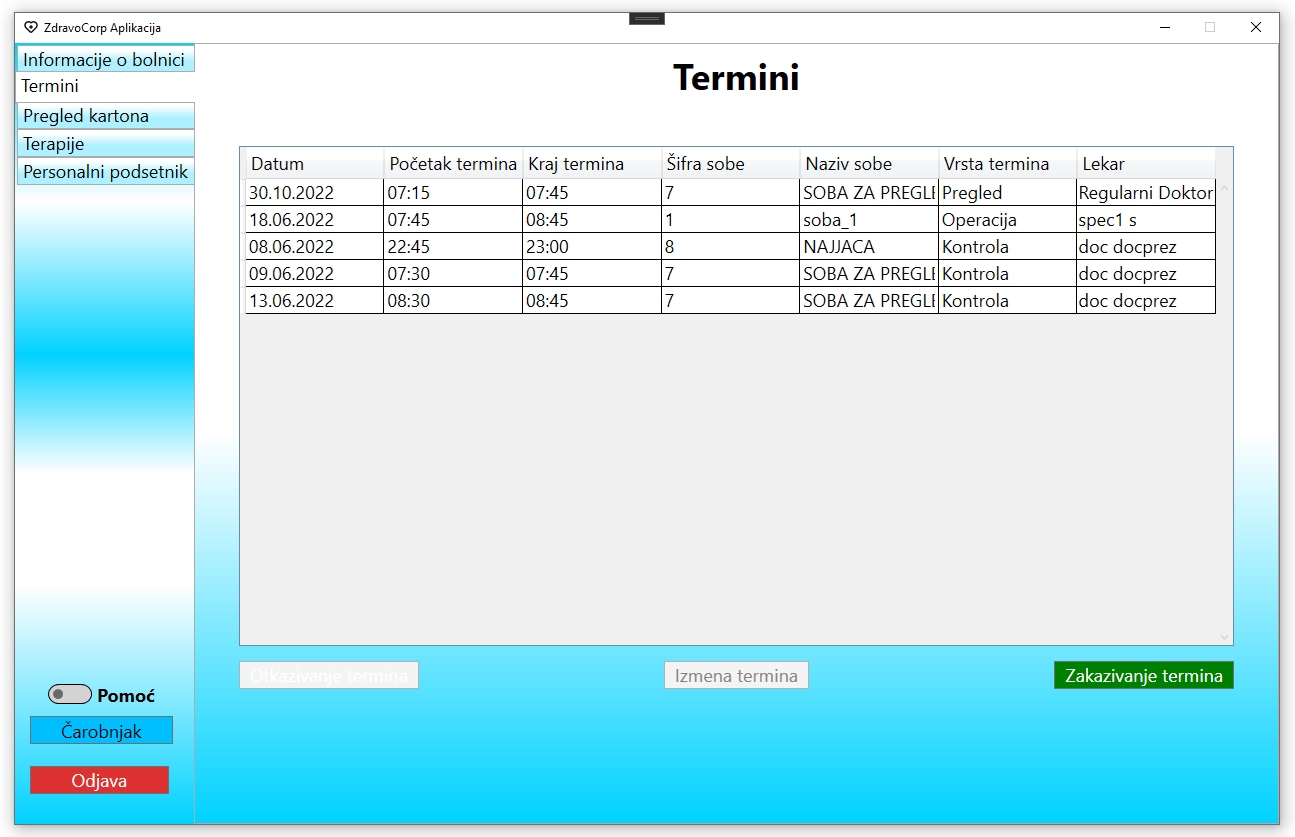 ZdravoCorp Aplikacija
Informacije o bolnici
Termini
Pregled kartona
Terapije
Personalni podsetnik
Termini
Datum Početak termina Kraj termina Šifra sobe Naziv sobe Vrsta termina Lekar
30.10.2022 07:15 07:45 7 SOBA ZA PREGLE Pregled Regularni Doktor
18.06.2022 07:45 08:45 1 soba_1 Operacija spec1 s
08.06.2022 22:45 23:00 8 NAJJACA Kontrola doc docprez
09.06.2022 07:30 07:45 7 SOBA ZA PREGLE Kontrola doc docprez
13.06.2022 08:30 08:45 7 SOBA ZA PREGLE Kontrola doc docprez
Otkazivanje termina Izmena termina Zakazivanje termina
Pomoć
Čarobnjak
Odjava